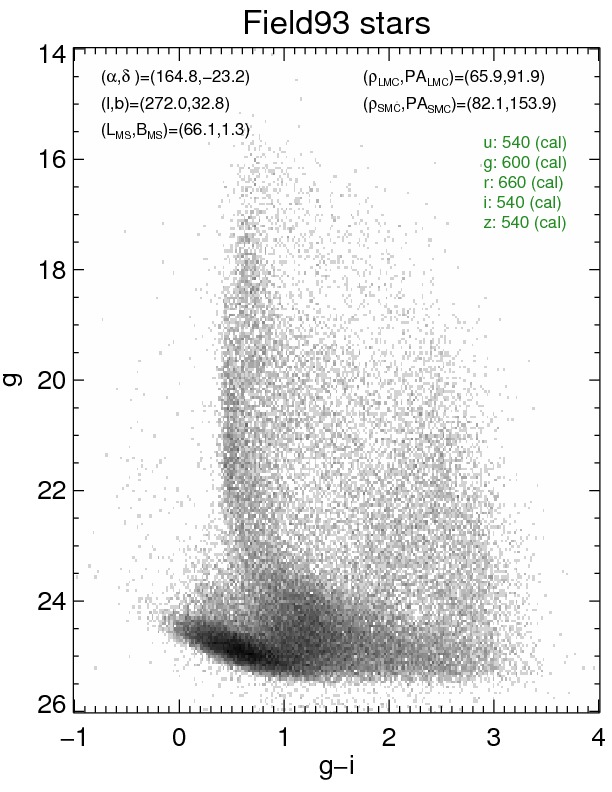 Field93 stars
(α,δ )=(164.8,−23.2)
(l,b)=(272.0,32.8)
(LMS,BMS)=(66.1,1.3)
(ρLMC,PALMC)=(65.9,91.9)
(ρSMC,PASMC)=(82.1,153.9)
u: 540 (cal)
g: 600 (cal)
r: 660 (cal)
i: 540 (cal)
z: 540 (cal)
14
16
18
20
22
24
26
g
−1 0 1 2 3 4
g−i